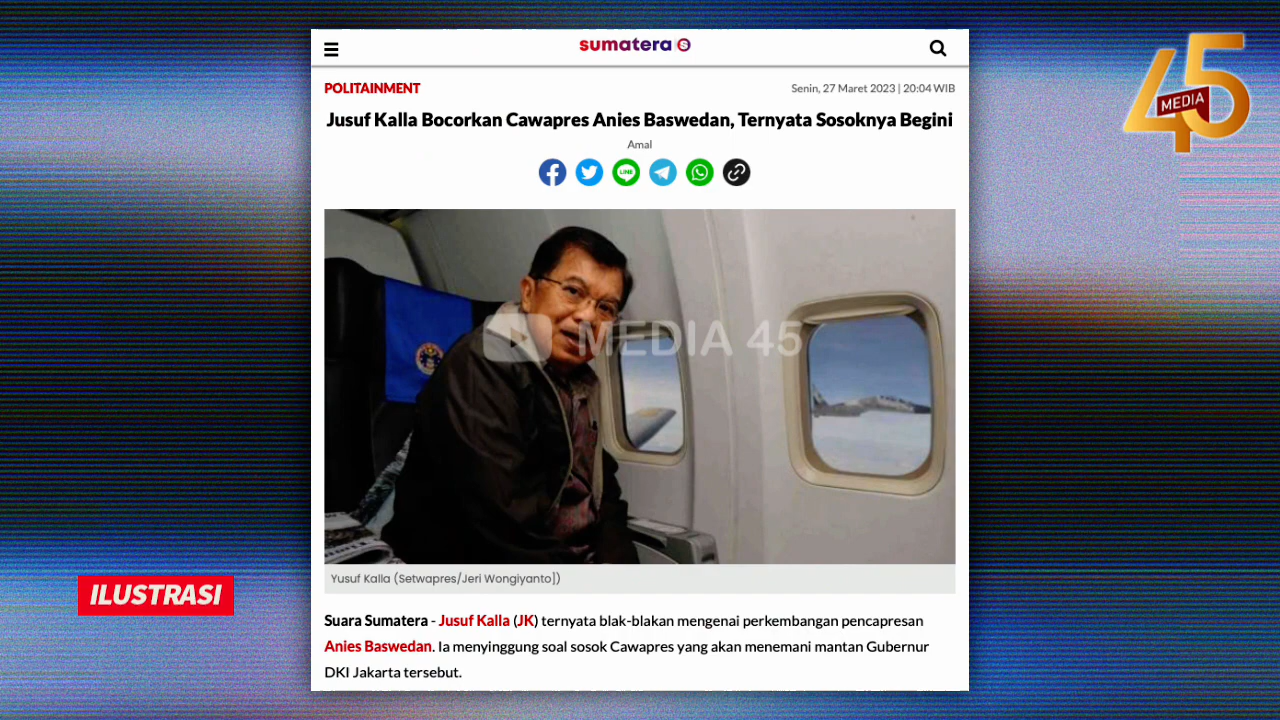 sumatera S
45
MEDIA
POLITAINMENT
Senin, 27 Maret 2023 | 20:04 WIB
Jusuf Kalla Bocorkan Cawapres Anies Baswedan, Ternyata Sosoknya Begini
Amal
LINE
MEDIA 45
Yusuf Kalla (Setwapres/Jeri Wongiyanto])
ILUSTRASI
Suara Sumatera - Jusuf Kalla (JK) ternyata blak-blakan mengenai perkembangan pencapresan
Anies Baswedan. Ia menyinggung soal sosok Cawapres yang akan menemani mantan Gubernur
DKI Jakarta tersebut.